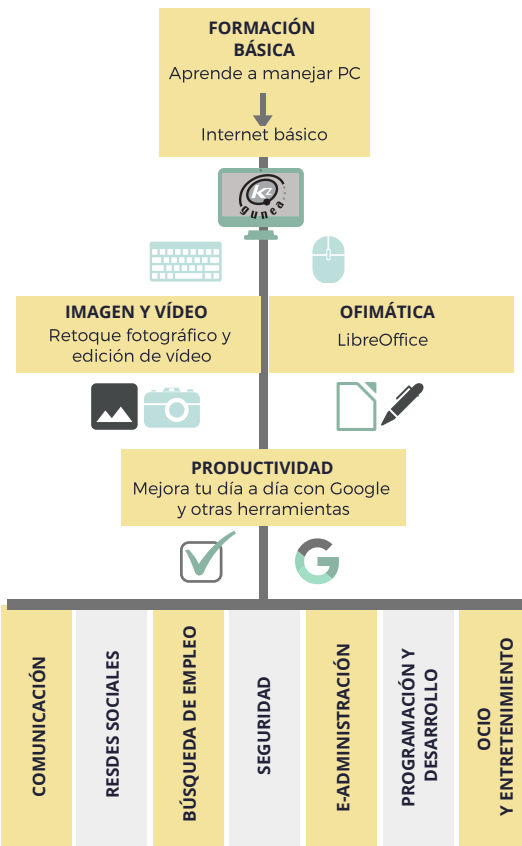 FORMACIÓN
BÁSICA
Aprende a manejar PC
Internet básico
KZ
gunea
IMAGEN Y VÍDEO
Retoque fotográfico y
edición de vídeo
OFIMÁTICA
LibreOffice
PRODUCTIVIDAD
Mejora tu día a día con Google
y otras herramientas
G
COMUNICACIÓN
RESDES SOCIALES
BÚSQUEDA DE EMPLEO
SEGURIDAD
E-ADMINISTRACIÓN
PROGRAMACIÓN Y
DESARROLLO
OCIO
Y ENTRETENIMIENTO